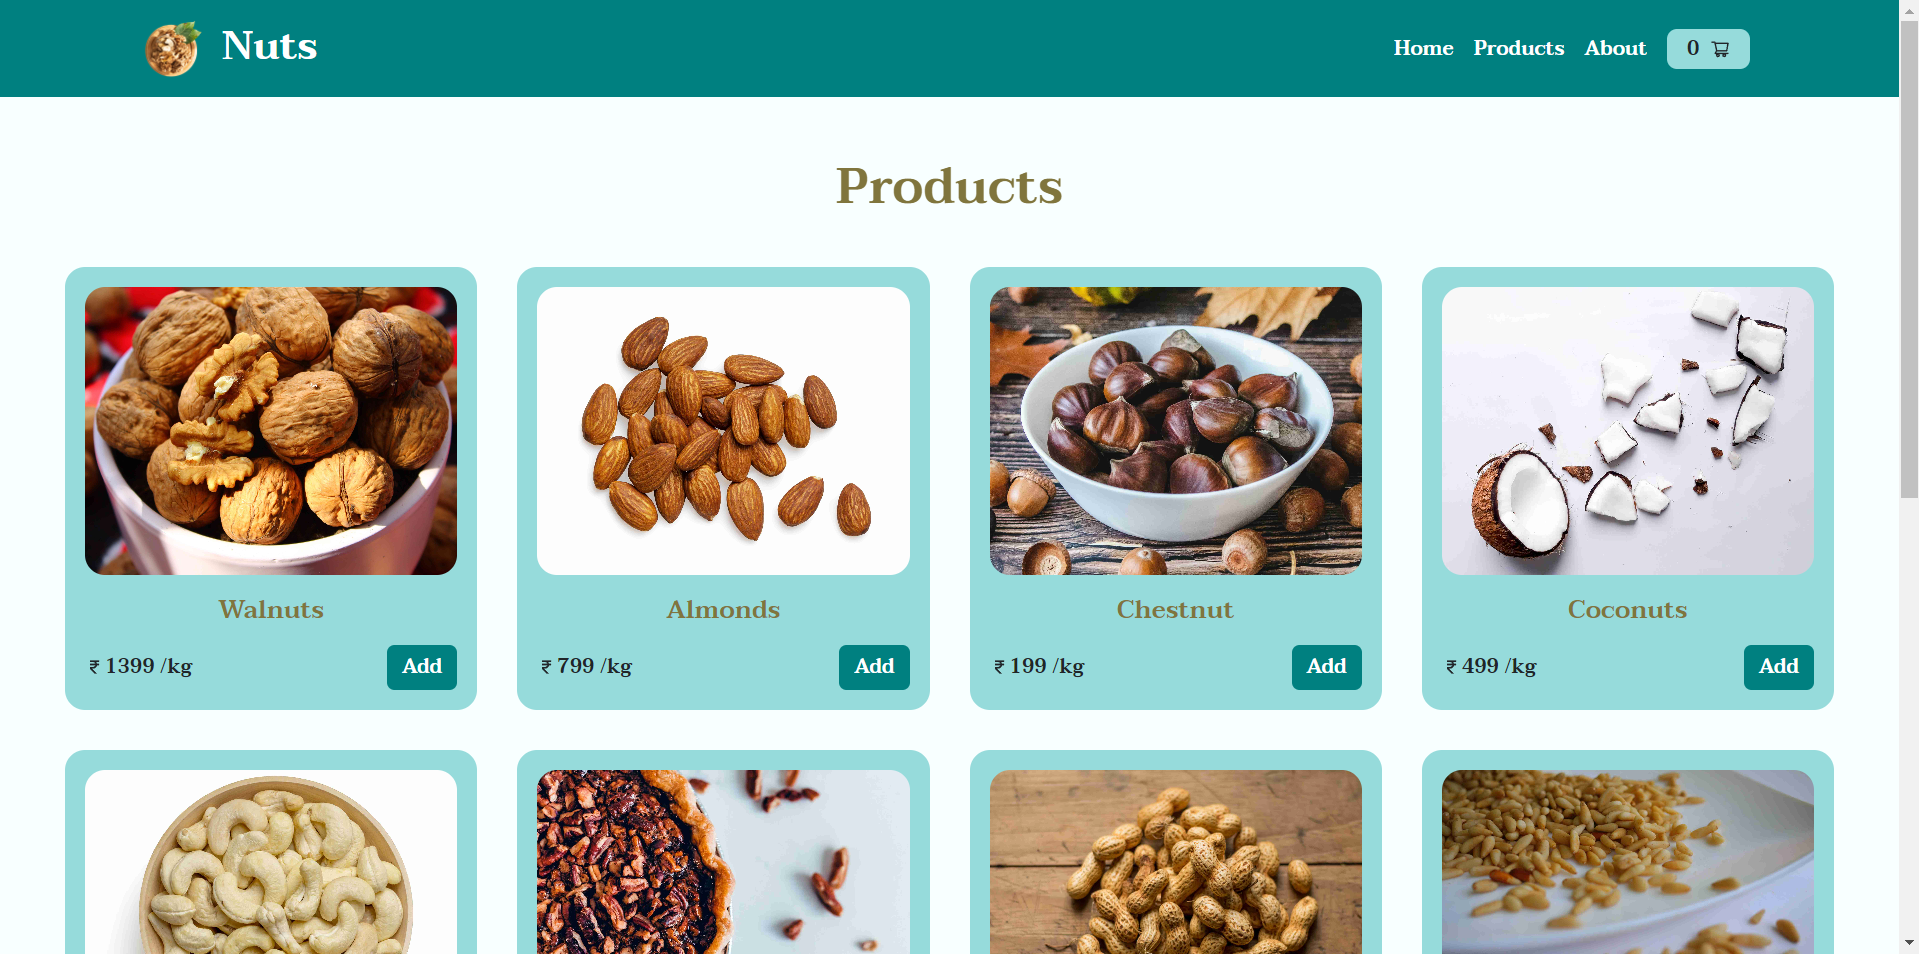 Nuts
Home Products About 0
Products
Walnuts
₹ 1399 /kg Add
Almonds
₹ 799 /kg Add
Chestnut
₹ 199 /kg Add
Coconuts
₹ 499 /kg Add